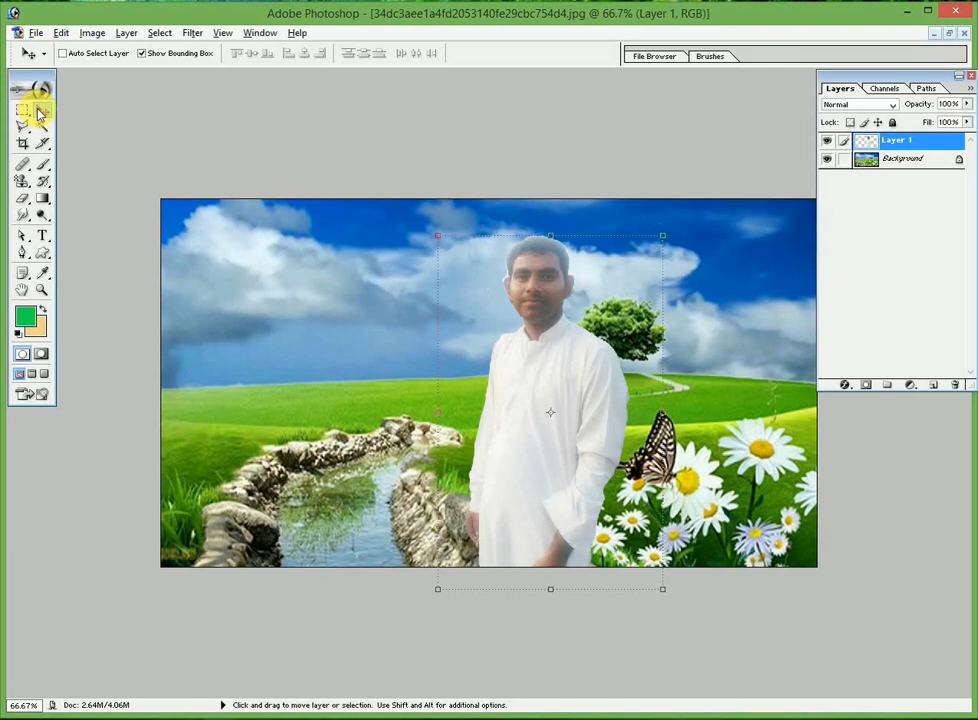 Adobe Photoshop - [34dc3aee1a4fd2053140fe29cbc754d4.jpg @ 66.7% (Layer 1, RGB)]
File Edit Image Layer Select Filter View Window Help
Auto Select Layer Show Bounding Box File Browser Brushes
Layers Channels Paths
Normal Opacity: 100%
Lock: Fill: 100%
Layer 1
Background
T
66.67% Doc: 2.64M/4.06M Click and drag to move layer or selection. Use Shift and Alt for additional options.